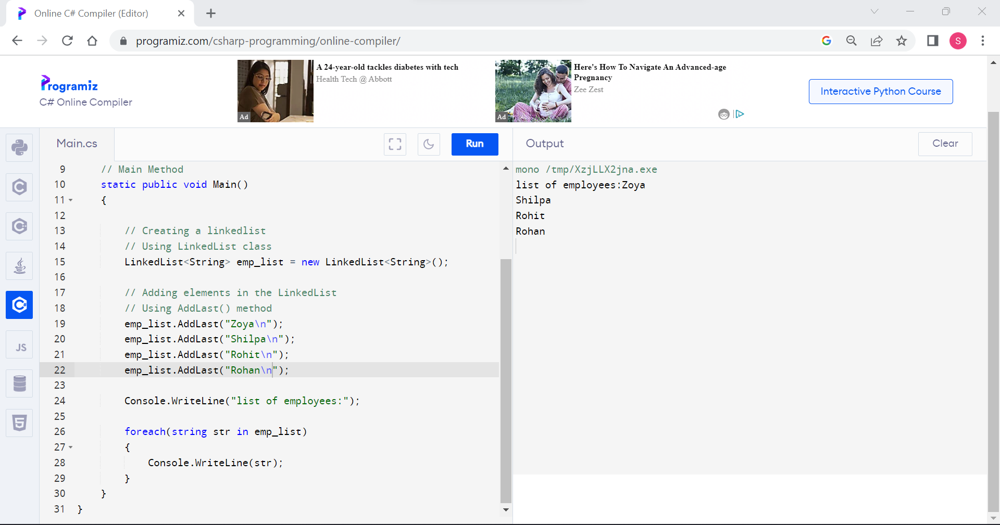 Online C# Compiler (Editor)
programiz.com/csharp-programming/online-compiler/
S
Programiz
C# Online Compiler
Ad
A 24-year-old tackles diabetes with tech
Health Tech @ Abbott
Ad
Here's How To Navigate An Advanced-age
Pregnancy
Zee Zest
Interactive Python Course
Main.cs
Run
Output
Clear
JS
9 // Main Method
10 static public void Main()
11 {
12
13 // Creating a linkedlist
14 // Using LinkedList class
15 LinkedList<String> emp_list = new LinkedList<String>();
16
17 // Adding elements in the LinkedList
18 // Using AddLast() method
19 emp_list.AddLast("Zoya\n");
20 emp_list.AddLast("Shilpa\n");
21 emp_list.AddLast("Rohit\n");
22 emp_list.AddLast("Rohan\n");
23
24 Console.WriteLine("list of employees:");
25
26 foreach(string str in emp_list)
27 {
28 Console.WriteLine(str);
29 }
30 }
31 }
mono /tmp/XzjLLX2jna.exe
list of employees:Zoya
Shilpa
Rohit
Rohan